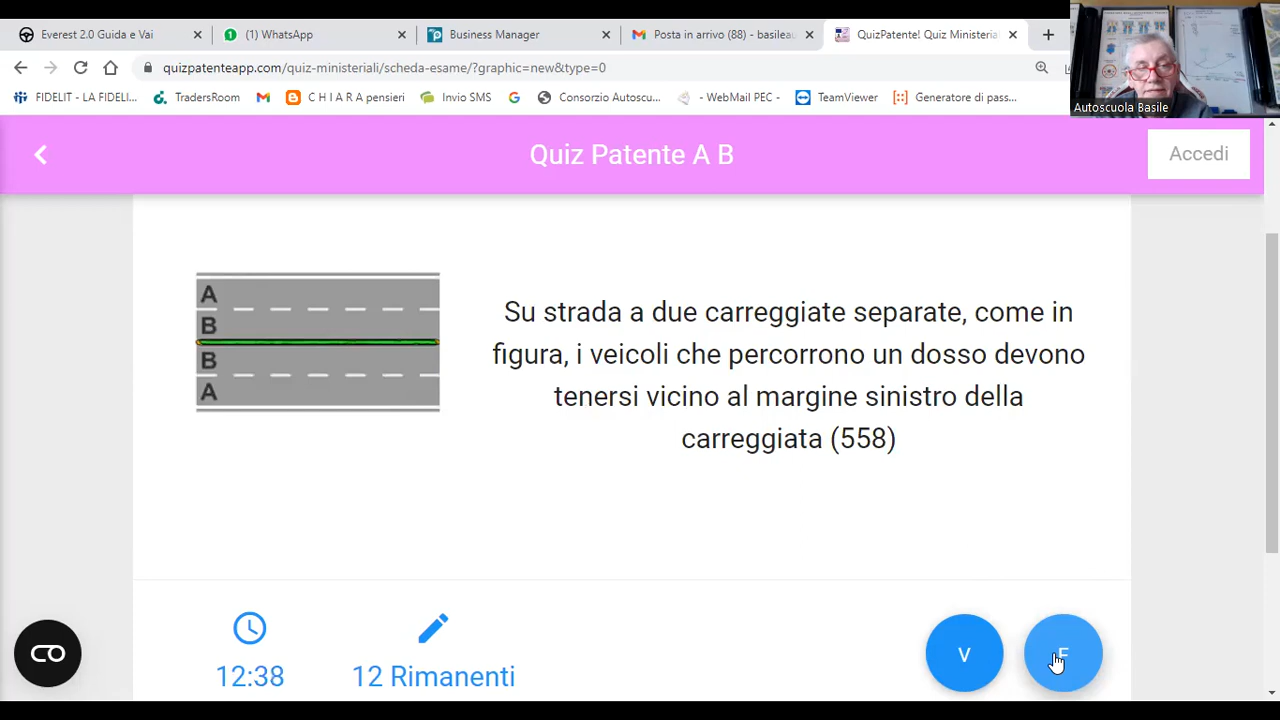 Everest 2.0 Guida e Vai
(1) WhatsApp
Business Manager
Posta in arrivo (88) - basileau
QuizPatente! Quiz Ministeria
quizpatenteapp.com/quiz-ministeriali/scheda-esame/?graphic=new&type=0
FIDELIT - LA FIDELI...
TradersRoom
C H I A R A pensieri
Invio SMS
Consorzio Autoscu...
- WebMail PEC -
TeamViewer
Generatore di pass...
Autoscuola Basile
Quiz Patente A B
Accedi
A
B
B
A
Su strada a due carreggiate separate, come in
figura, i veicoli che percorrono un dosso devono
tenersi vicino al margine sinistro della
carreggiata (558)
12:38
12 Rimanenti
V
F